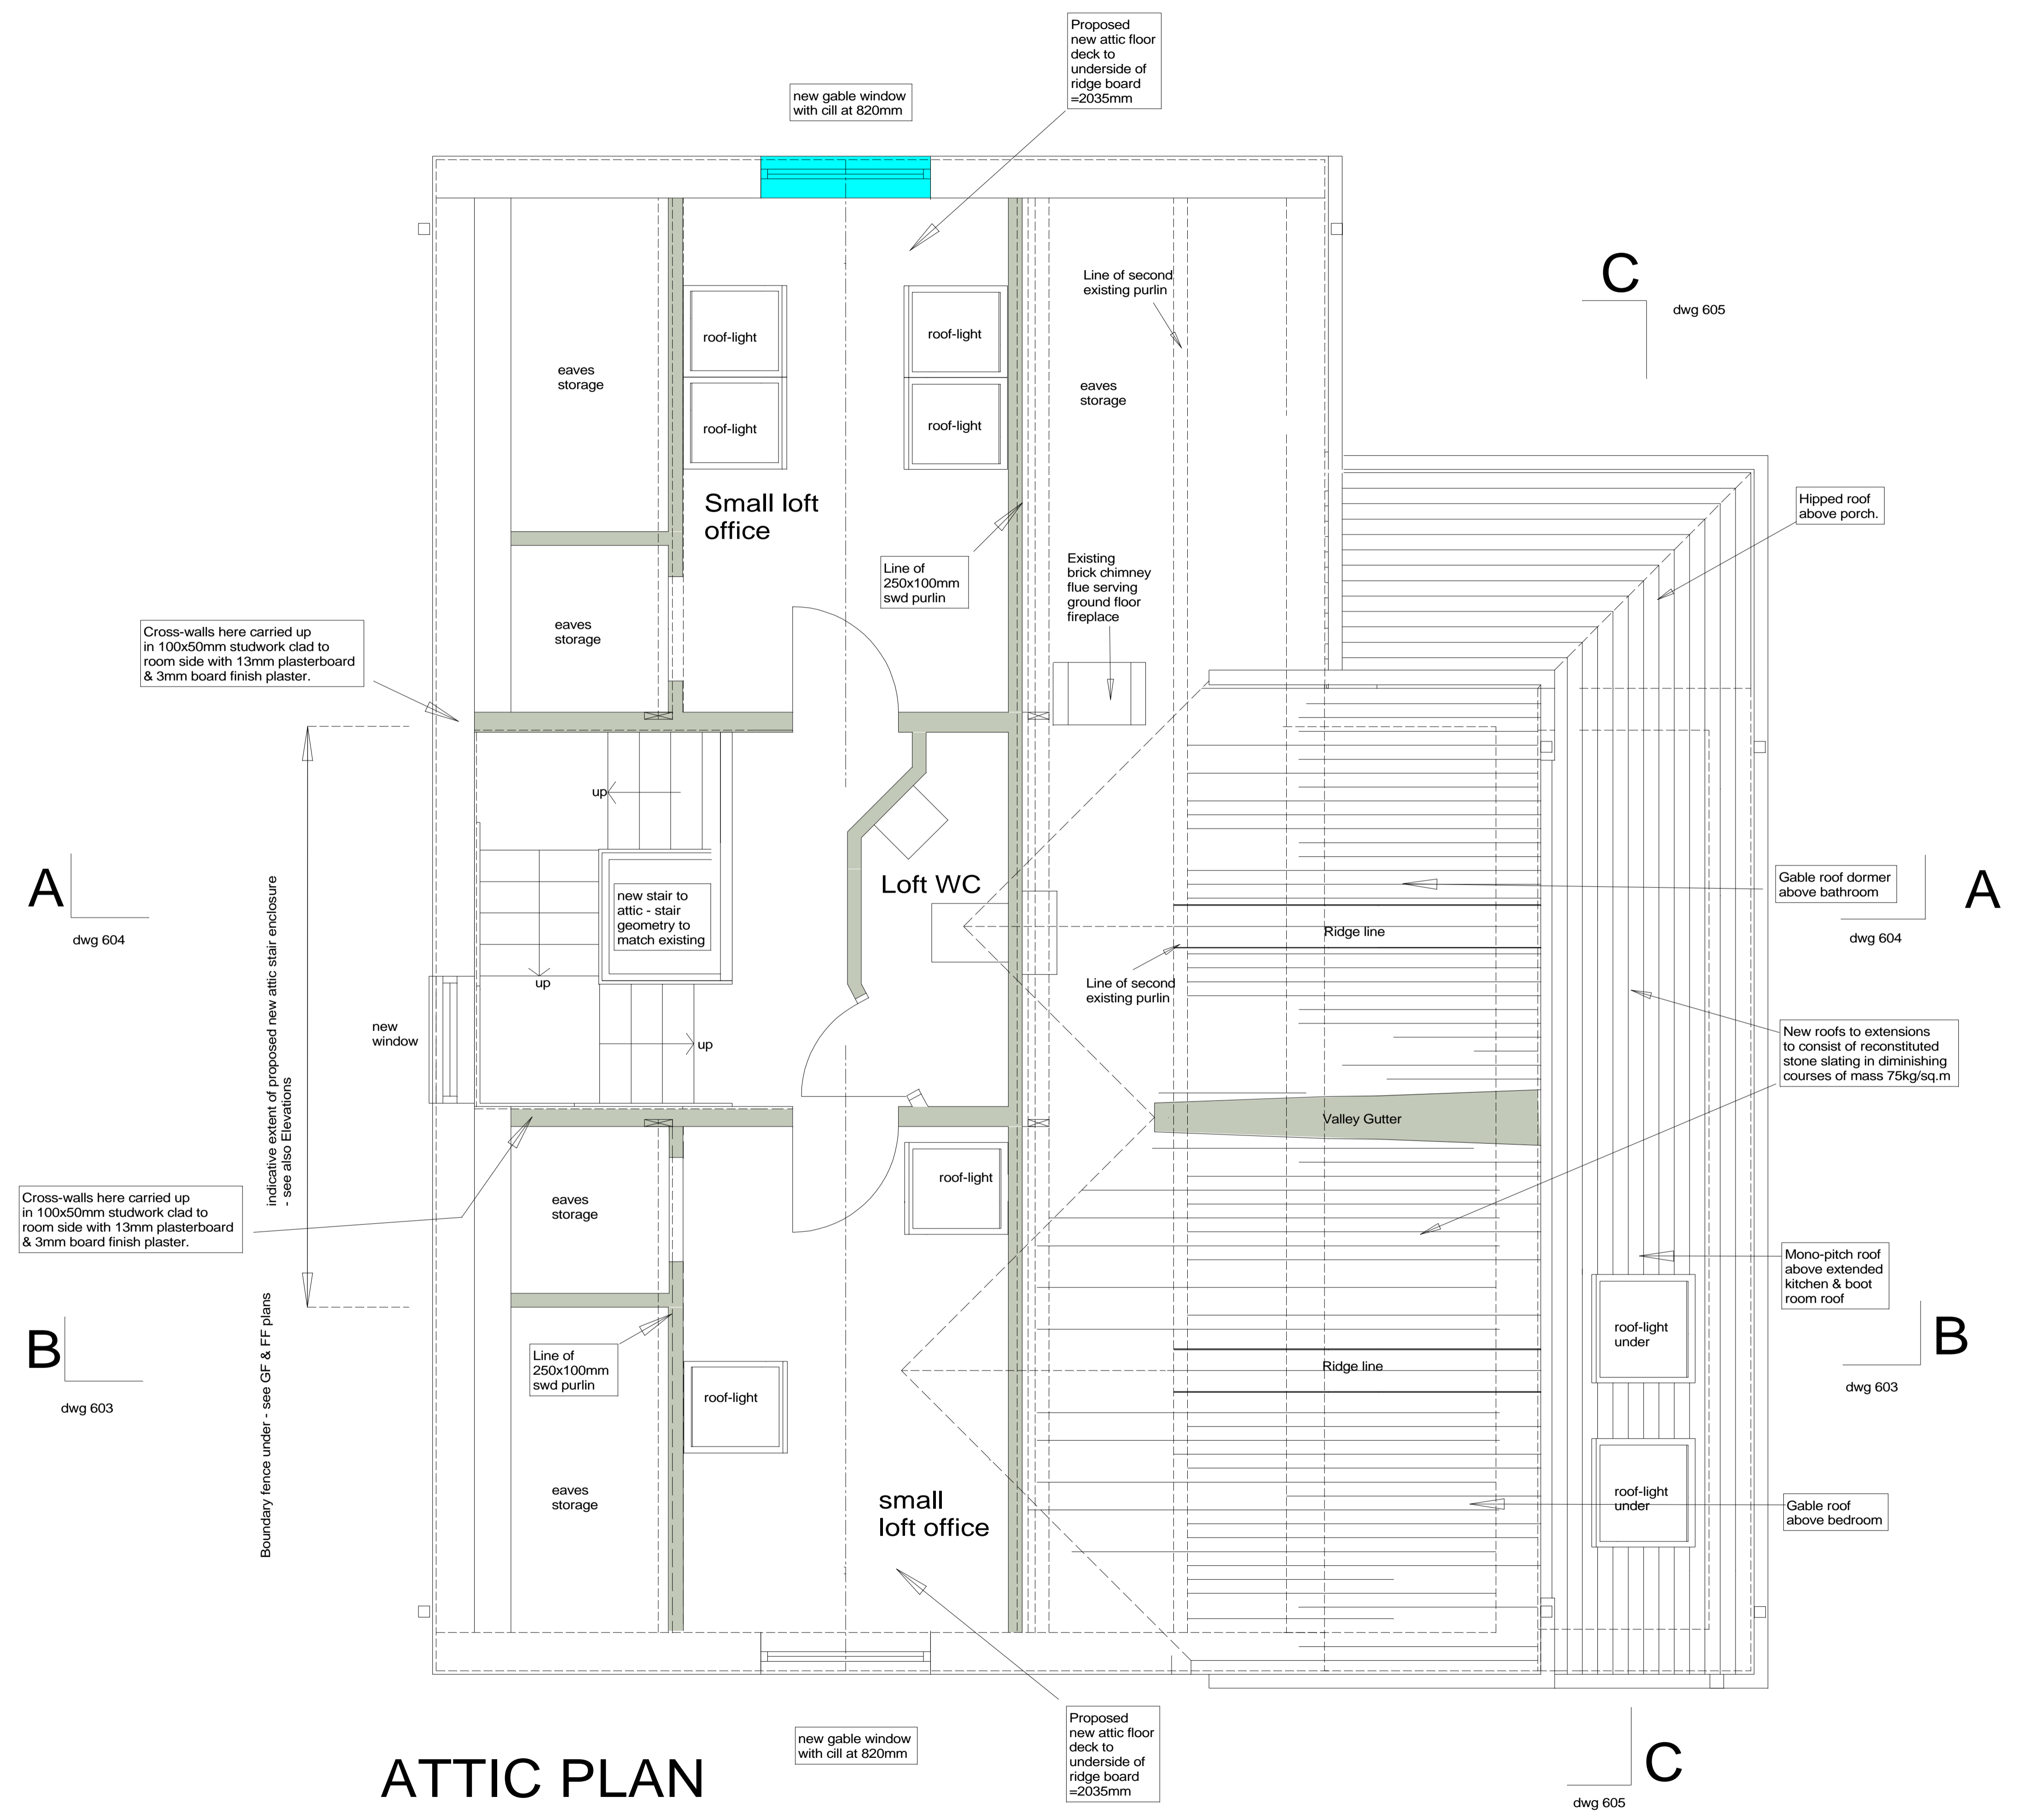 Proposed
new attic floor
deck to
underside of
ridge board
=2035mm
new gable window
with cill at 820mm
C
dwg 605
Line of second
existing purlin
roof-light
roof-light
eaves
storage
eaves
storage
roof-light
roof-light
Small loft
office
Hipped roof
above porch.
Line of
250x100mm
swd purlin
Existing
brick chimney
flue serving
ground floor
fireplace
eaves
storage
Cross-walls here carried up
in 100x50mm studwork clad to
room side with 13mm plasterboard
& 3mm board finish plaster.
up
A
dwg 604
indicative extent of proposed new attic stair enclosure
- see also Elevations
new stair to
attic - stair
geometry to
match existing
Loft WC
Gable roof dormer
above bathroom
A
dwg 604
Ridge line
up
Line of second
existing purlin
new
window
up
New roofs to extensions
to consist of reconstituted
stone slating in diminishing
courses of mass 75kg/sq.m
Valley Gutter
roof-light
Cross-walls here carried up
in 100x50mm studwork clad to
room side with 13mm plasterboard
& 3mm board finish plaster.
eaves
storage
Mono-pitch roof
above extended
kitchen & boot
room roof
B
dwg 603
Boundary fence under - see GF & FF plans
Line of
250x100mm
swd purlin
roof-light
Ridge line
roof-light
under
B
dwg 603
eaves
storage
small
loft office
roof-light
under
Gable roof
above bedroom
Proposed
new attic floor
deck to
underside of
ridge board
=2035mm
new gable window
with cill at 820mm
C
dwg 605
ATTIC PLAN